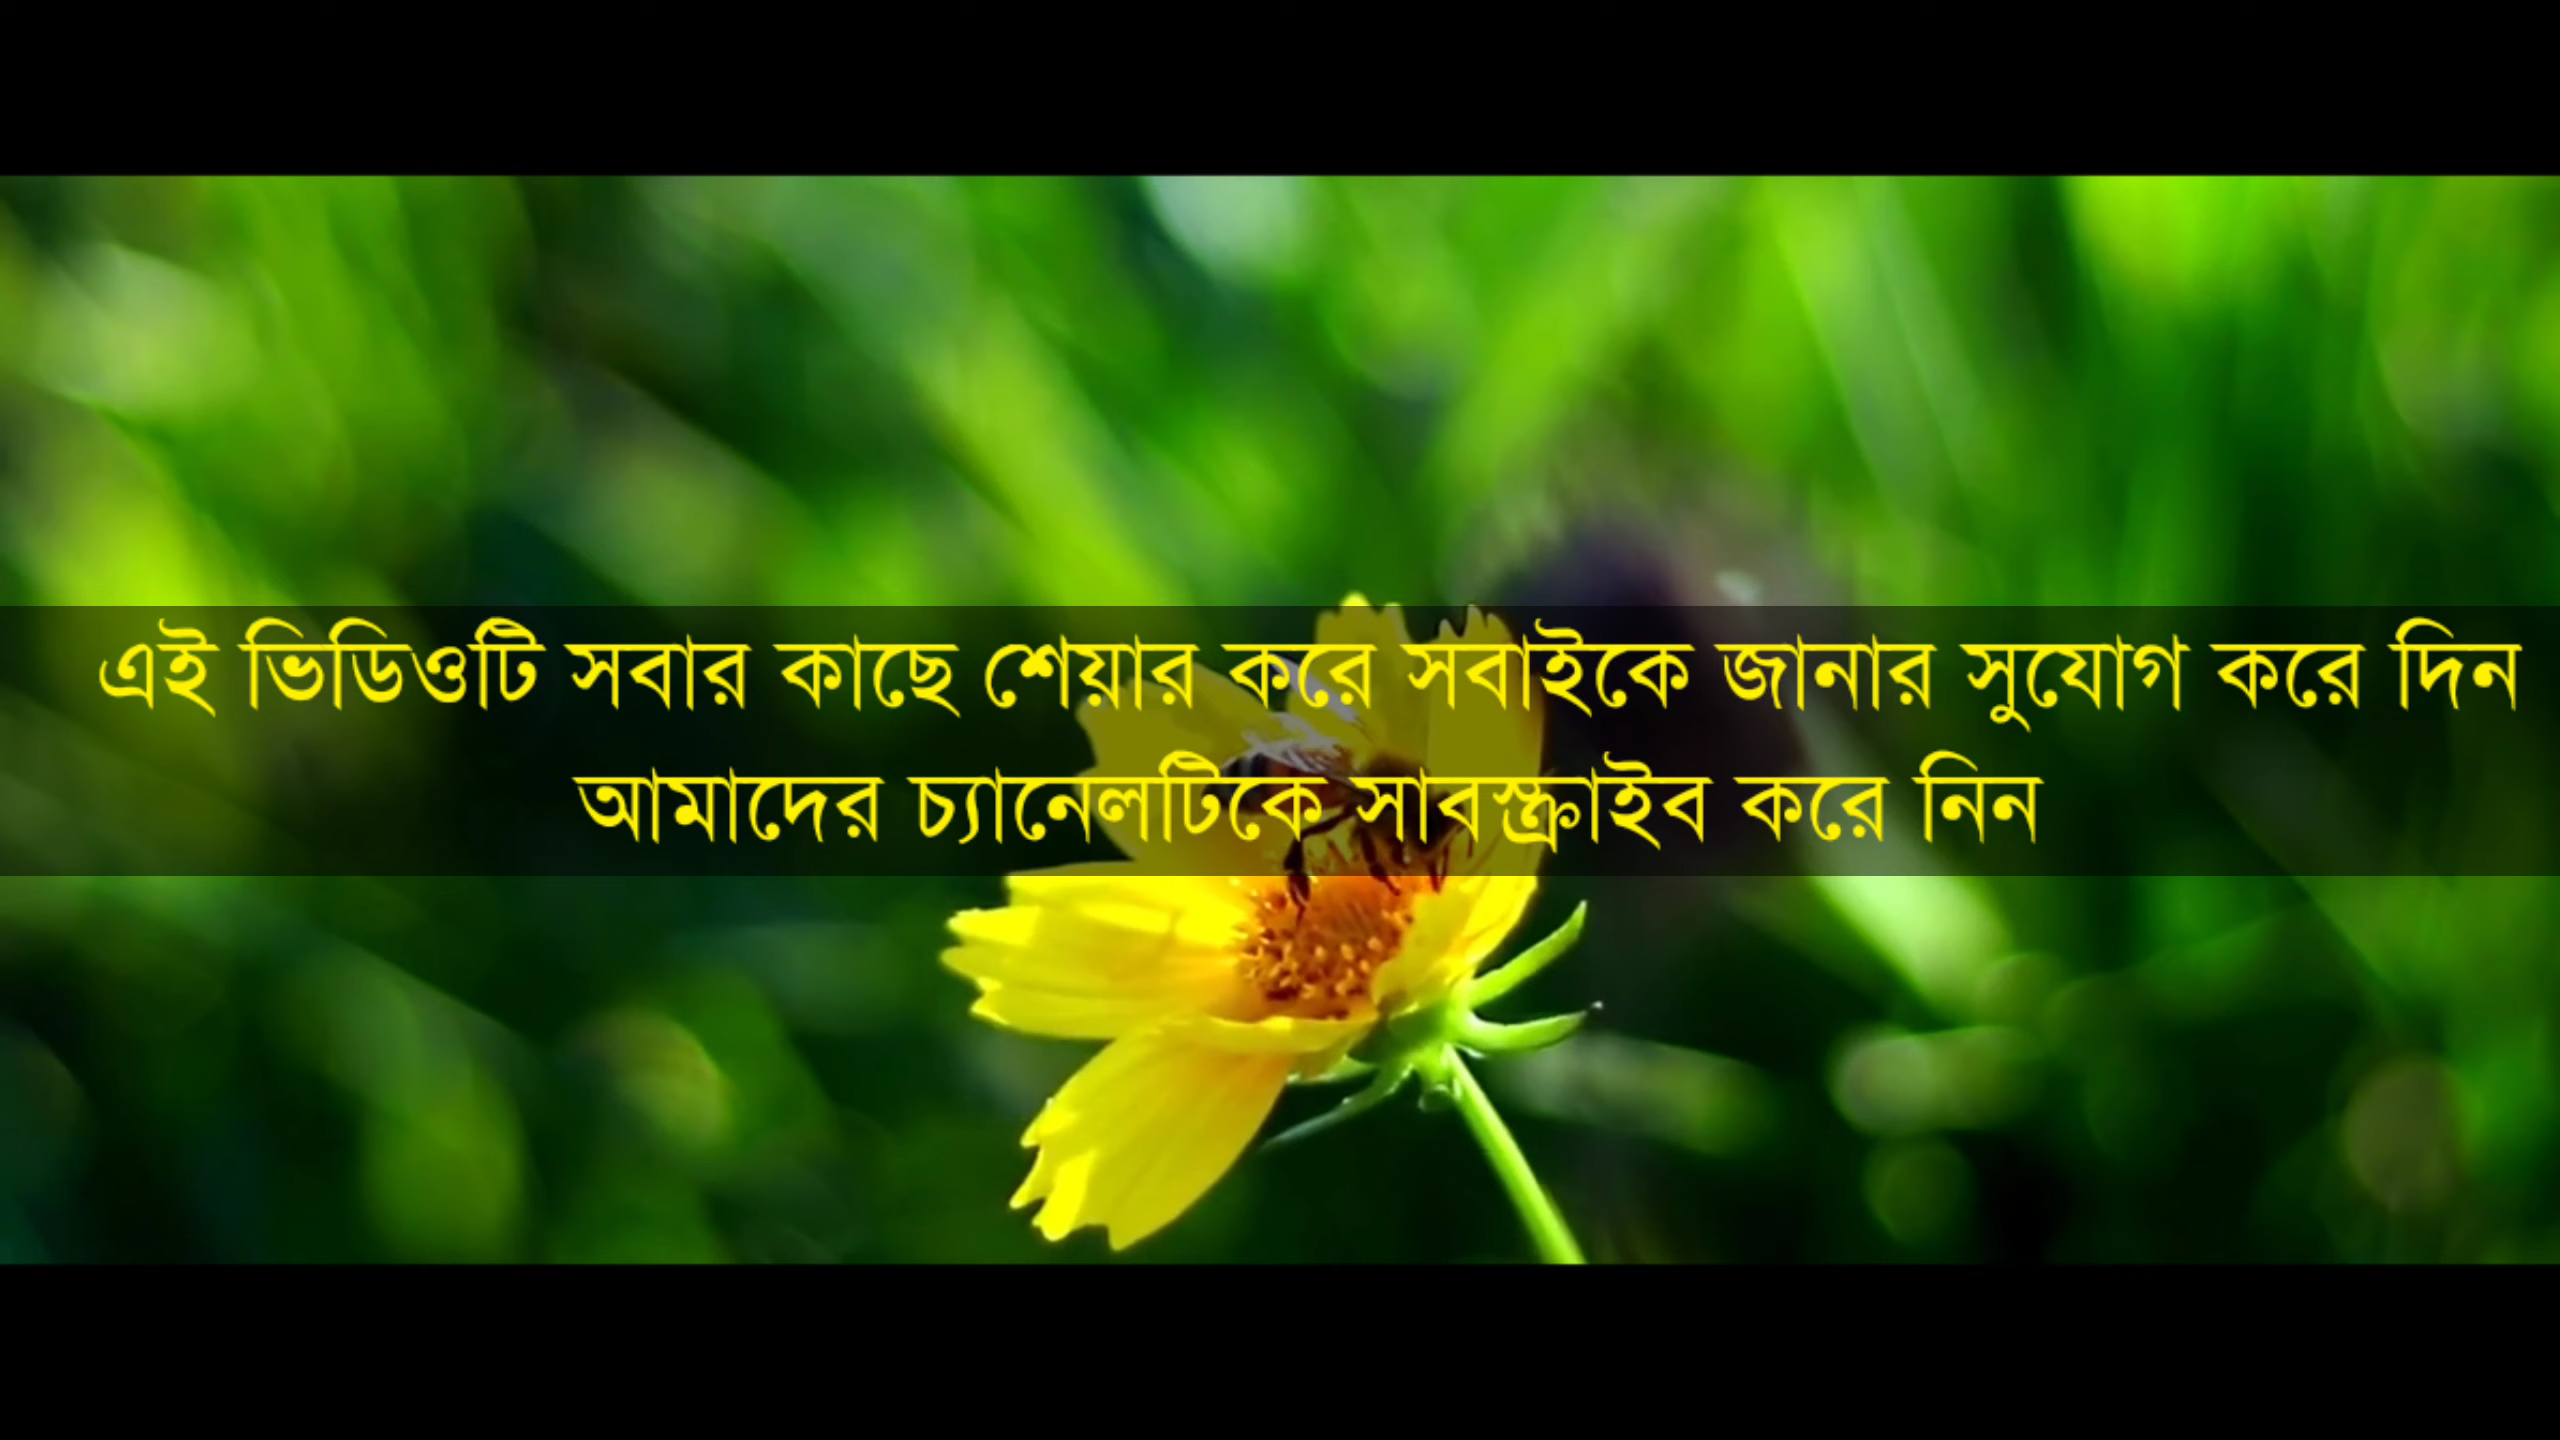 এই ভিডিওটি সবার কাছে শেয়ার করে সবাইকে জানার সুযোগ করে দিন
আমাদের চ্যানেলটিকে সাবস্ক্রাইব করে নিন